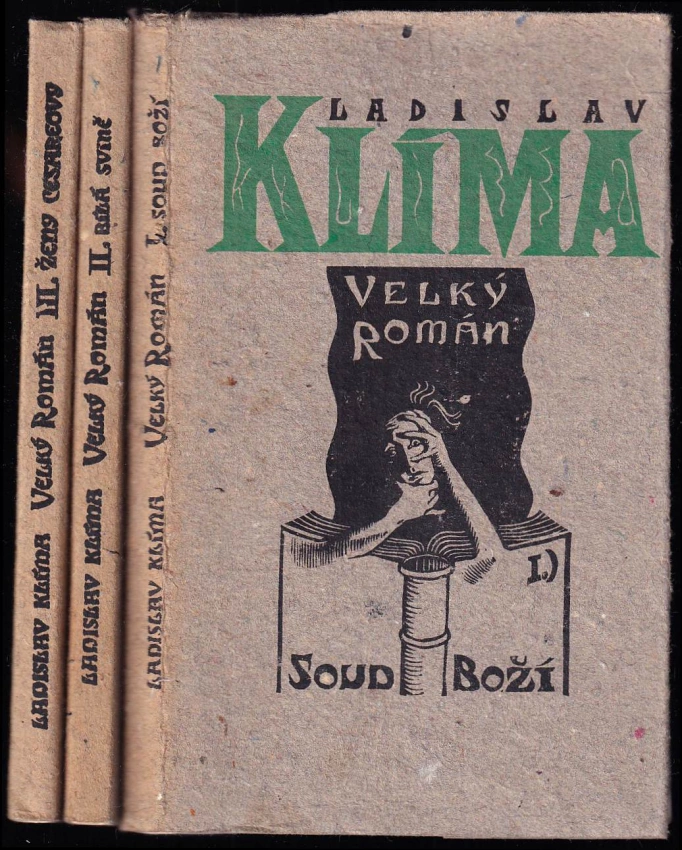 LADISLAV KLÍMA VELKÝ ROMÁN III. ŽENY CESAREOVY
LADISLAV KLÍMA VELKÝ ROMÁN II. BÍLÁ SVINĚ
LADISLAV KLÍMA VELKÝ ROMÁN I. SOUD BOŽÍ
LADISLAV
KLÍMA
VELKÝ
ROMÁN
I.)
SOUD BOŽÍ